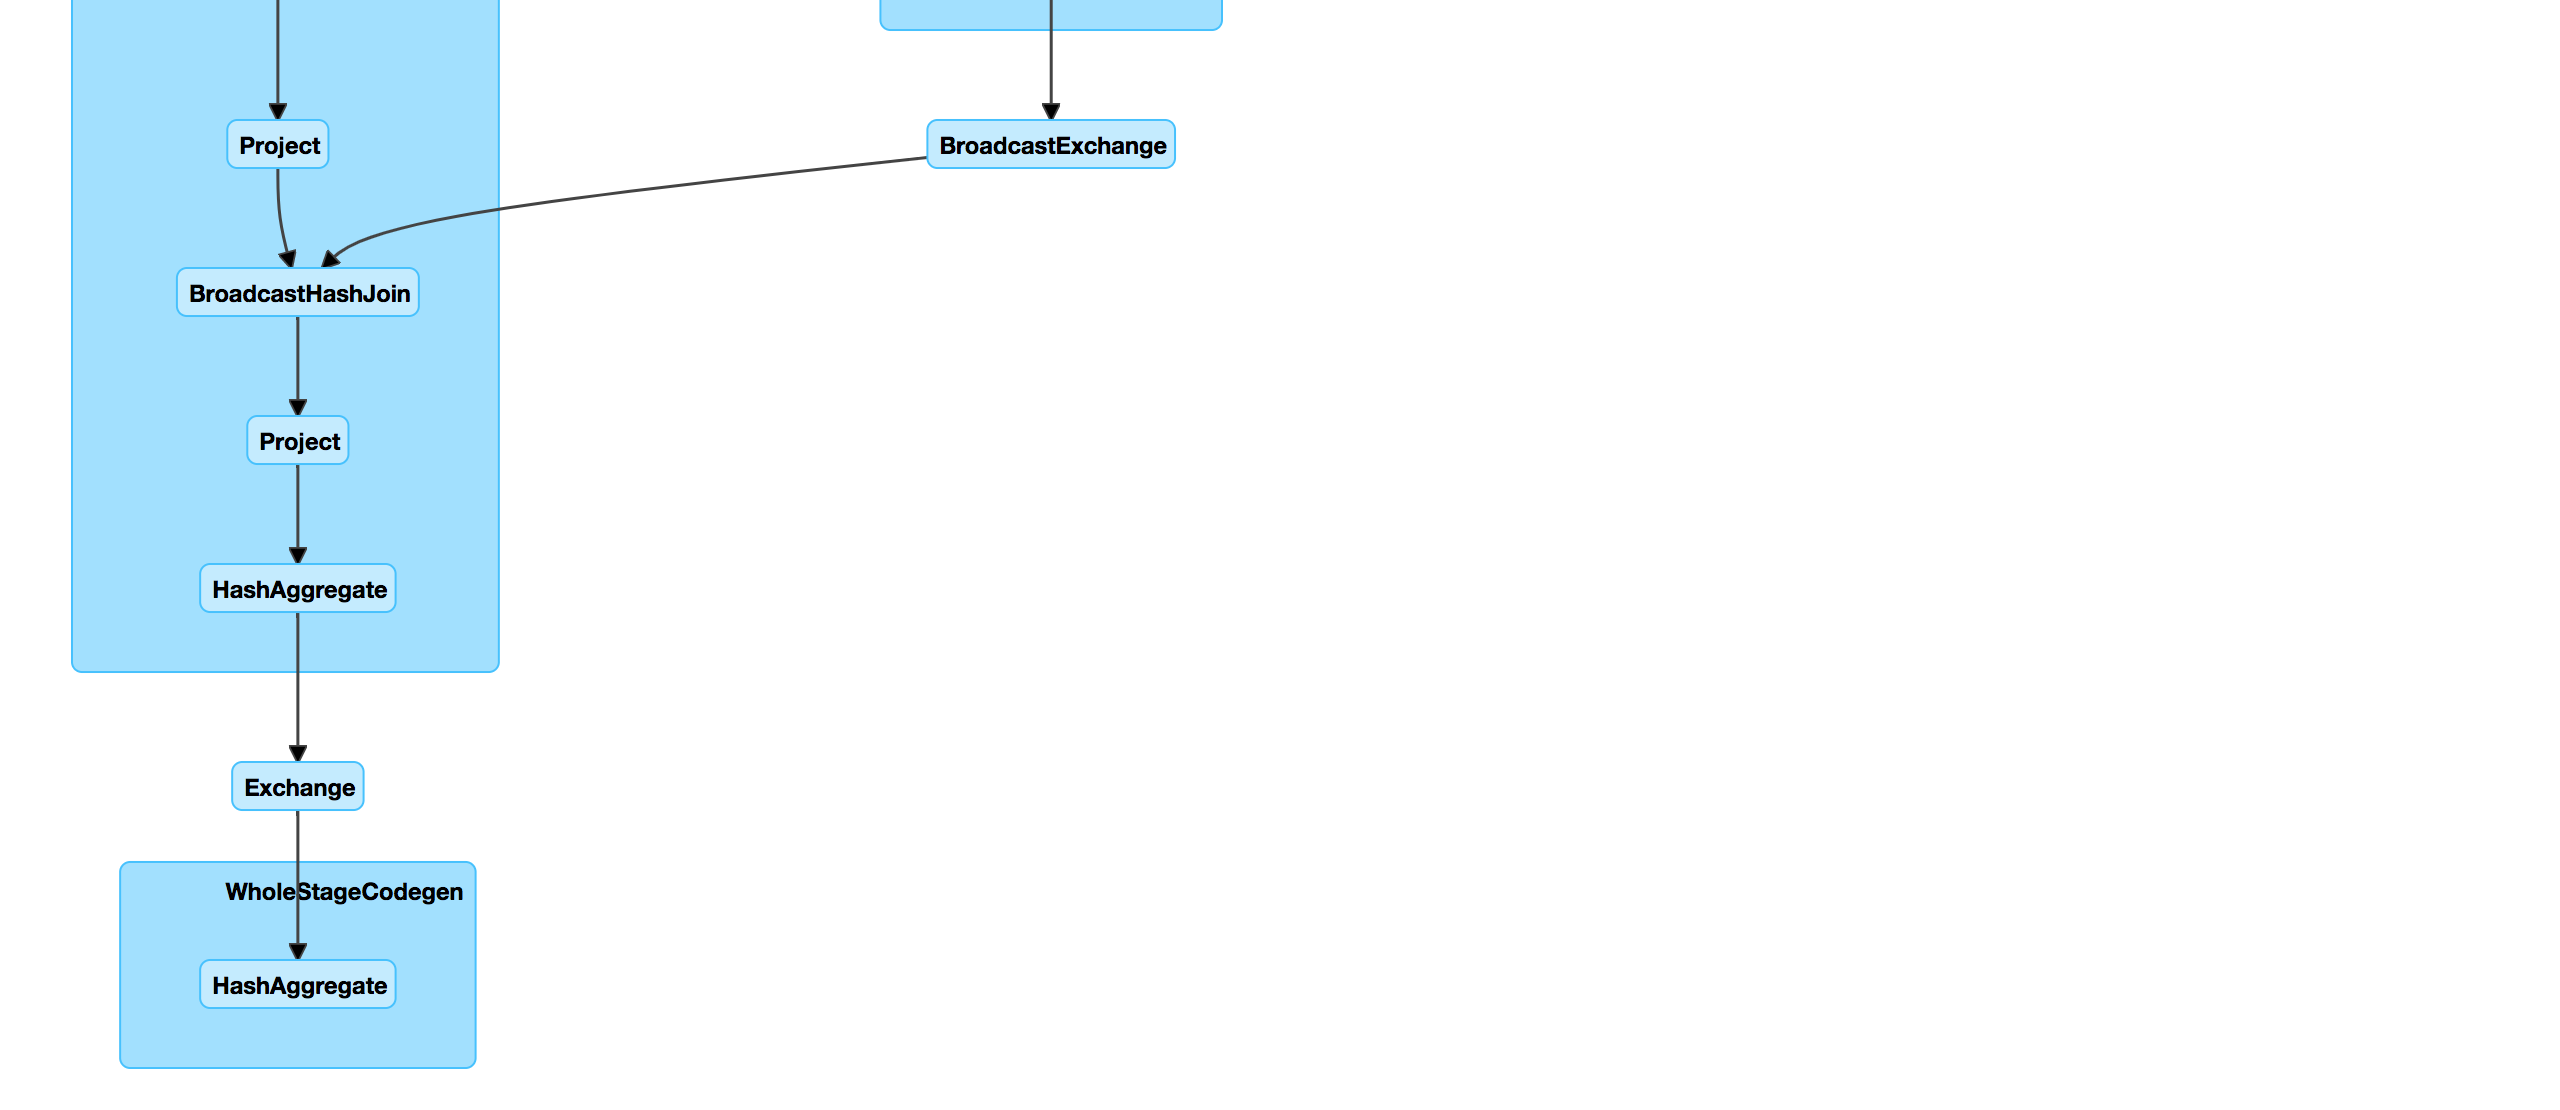 Project
BroadcastExchange
BroadcastHashJoin
Project
HashAggregate
Exchange
WholeStageCodegen
HashAggregate